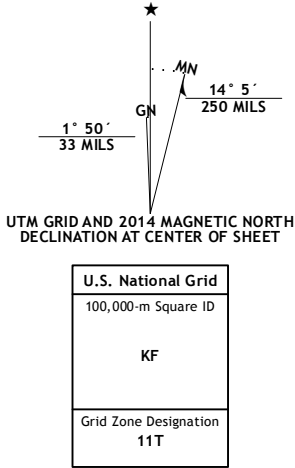 MN
GN
14° 5´
250 MILS
1° 50´
33 MILS
UTM GRID AND 2014 MAGNETIC NORTH
DECLINATION AT CENTER OF SHEET
U.S. National Grid
100,000-m Square ID
KF
Grid Zone Designation
11T